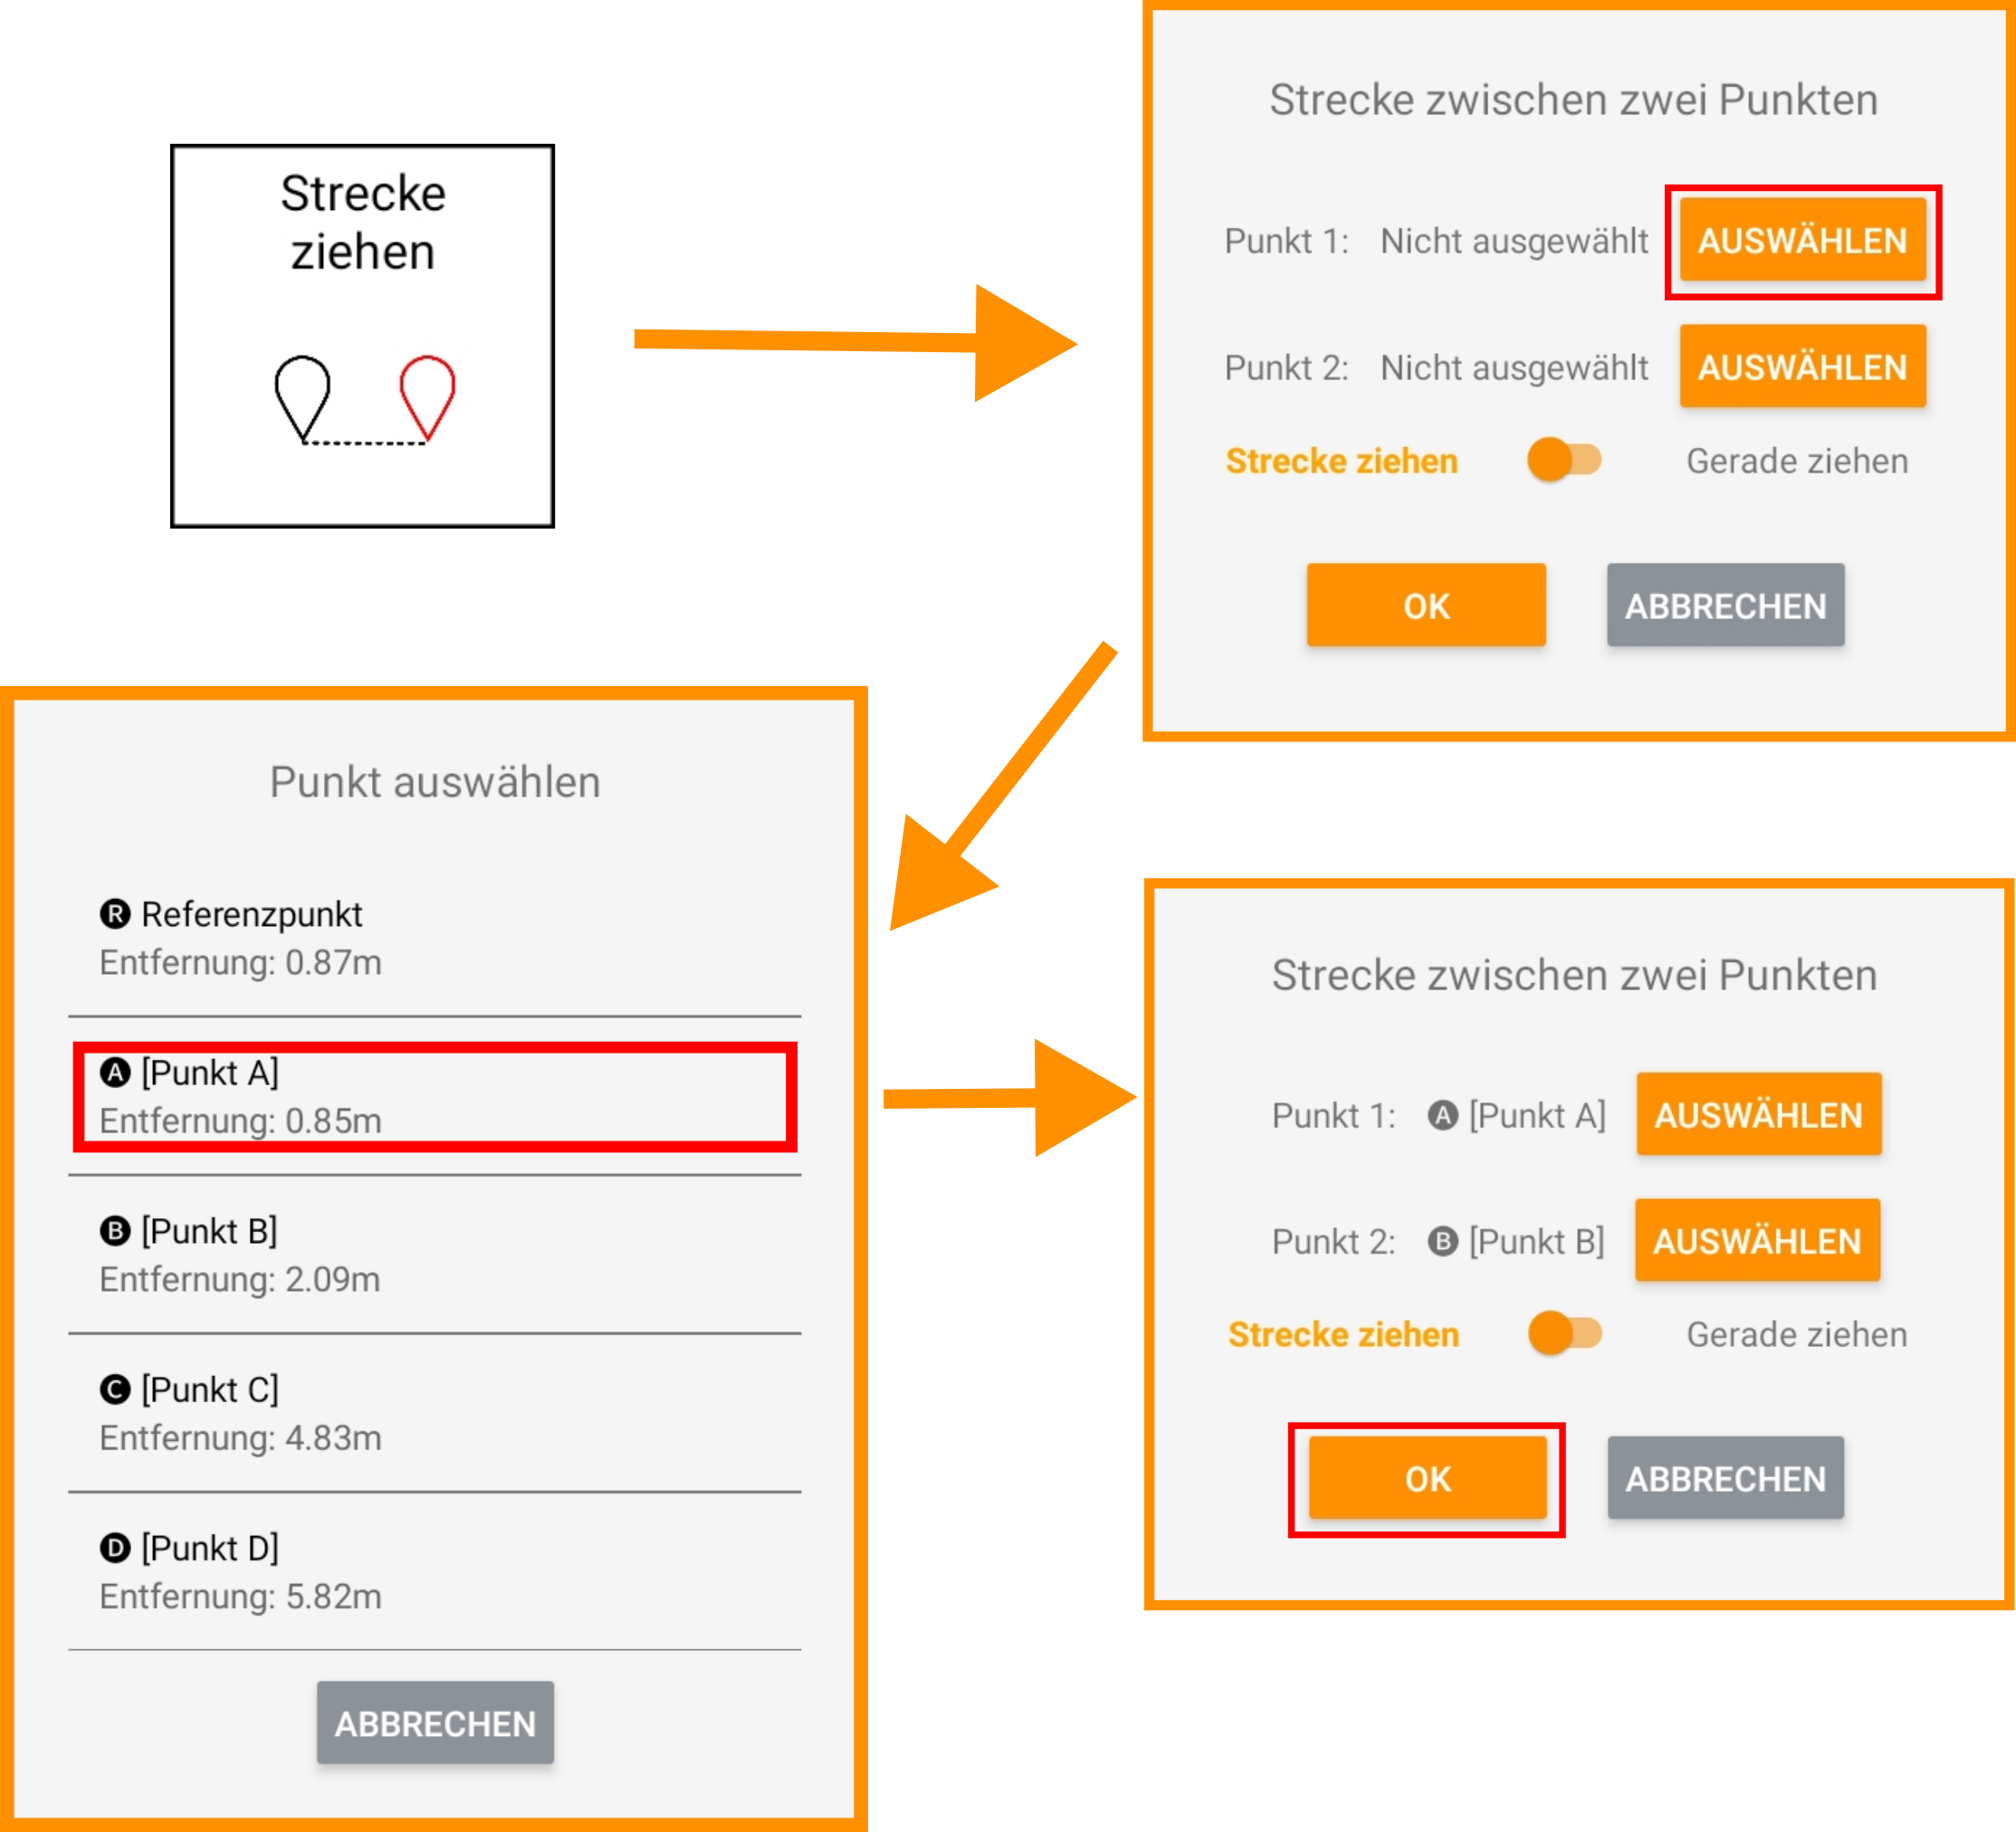 Strecke
ziehen
Strecke zwischen zwei Punkten
Punkt 1: Nicht ausgewählt AUSWÄHLEN
Punkt 2: Nicht ausgewählt AUSWÄHLEN
Strecke ziehen Gerade ziehen
OK ABBRECHEN
Punkt auswählen
R Referenzpunkt
Entfernung: 0.87m
A [Punkt A]
Entfernung: 0.85m
B [Punkt B]
Entfernung: 2.09m
C [Punkt C]
Entfernung: 4.83m
D [Punkt D]
Entfernung: 5.82m
ABBRECHEN
Strecke zwischen zwei Punkten
Punkt 1: A [Punkt A] AUSWÄHLEN
Punkt 2: B [Punkt B] AUSWÄHLEN
Strecke ziehen Gerade ziehen
OK ABBRECHEN